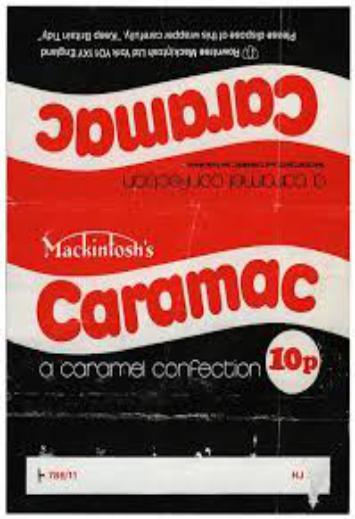 Please dispose of this wrapper carefully. "Keep Britain Tidy"
Rowntree Mackintosh Ltd York YO1 1XY England
Caramac
a caramel confection
Mackintosh's
Caramac
a caramel confection
10p
788/11
HJ